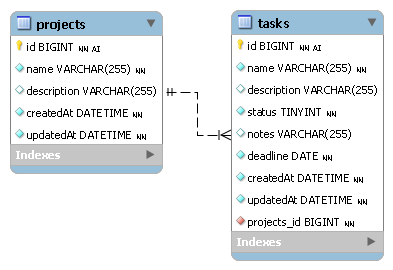 projects
id BIGINT NN AI
name VARCHAR(255) NN
description VARCHAR(255)
createdAt DATETIME NN
updatedAt DATETIME NN
Indexes
tasks
id BIGINT NN AI
name VARCHAR(255) NN
description VARCHAR(255)
status TINYINT NN
notes VARCHAR(255)
deadline DATE NN
createdAt DATETIME NN
updatedAt DATETIME NN
projects_id BIGINT NN
Indexes